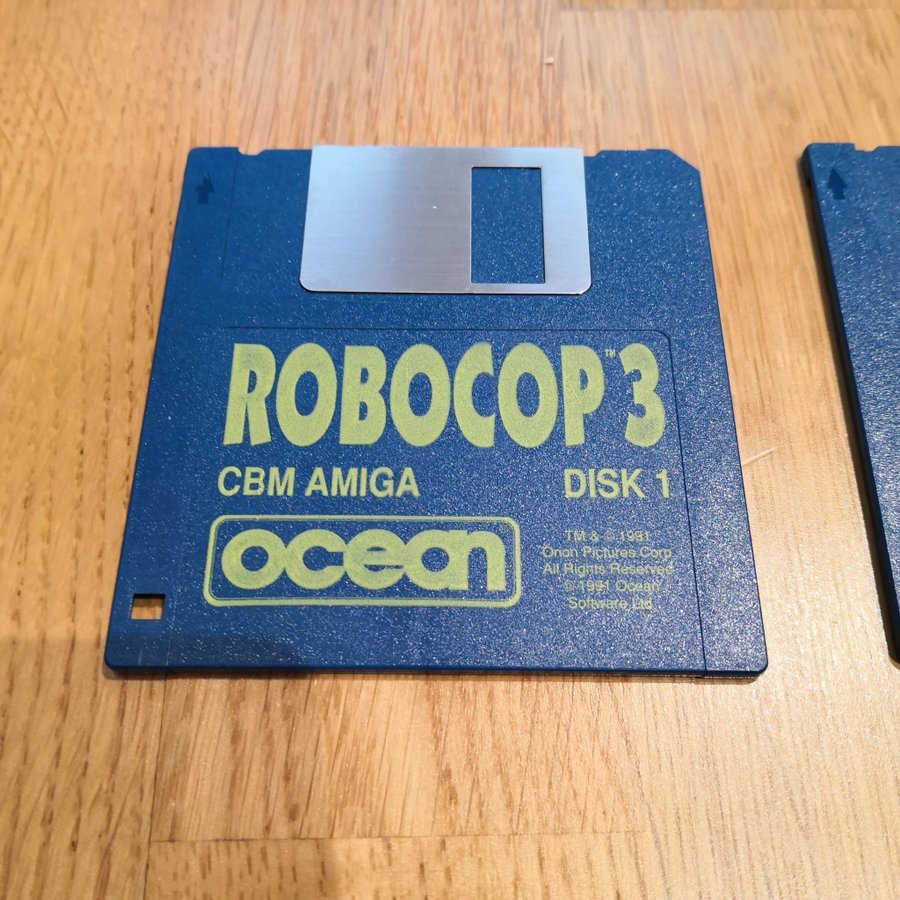 ROBOCOP™ 3
CBM AMIGA DISK 1
ocean
TM & © 1991
Orion Pictures Corp.
All Rights Reserved
© 1991 Ocean
Software Ltd.